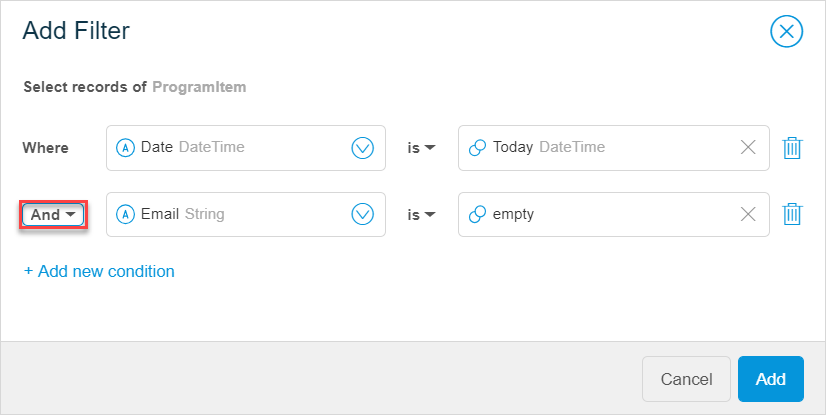 Add Filter
Select records of ProgramItem
Where A Date DateTime is Today DateTime
And A Email String is empty
+ Add new condition
Cancel Add